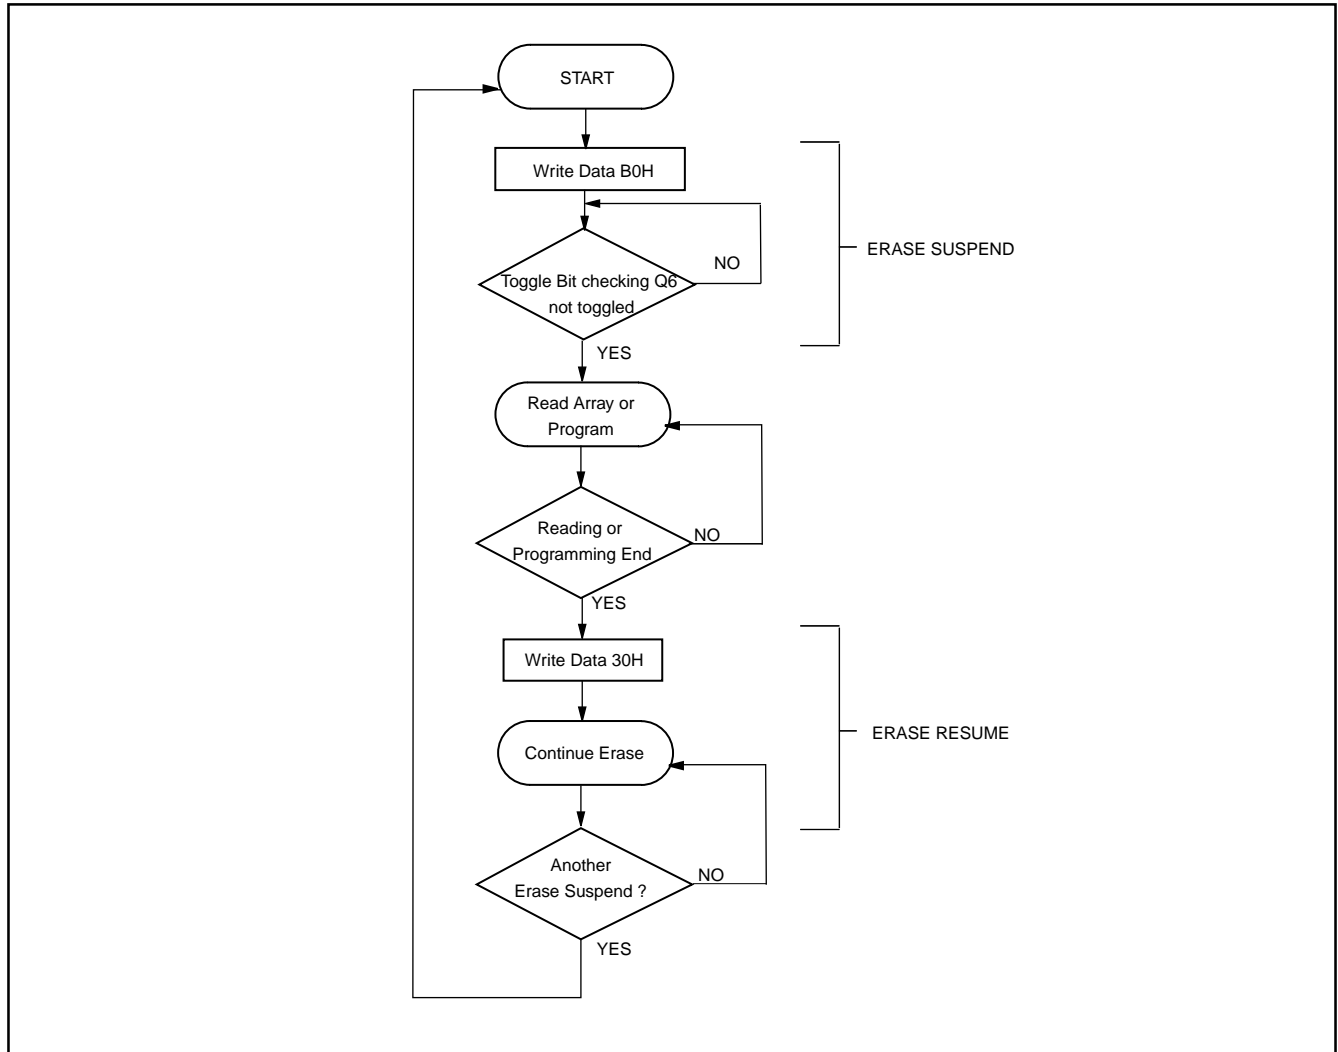 START
Write Data B0H
ERASE SUSPEND
NO
Toggle Bit checking Q6
not toggled
YES
Read Array or
Program
Reading or
NO
Programming End
YES
Write Data 30H
ERASE RESUME
Continue Erase
Another
NO
Erase Suspend ?
YES